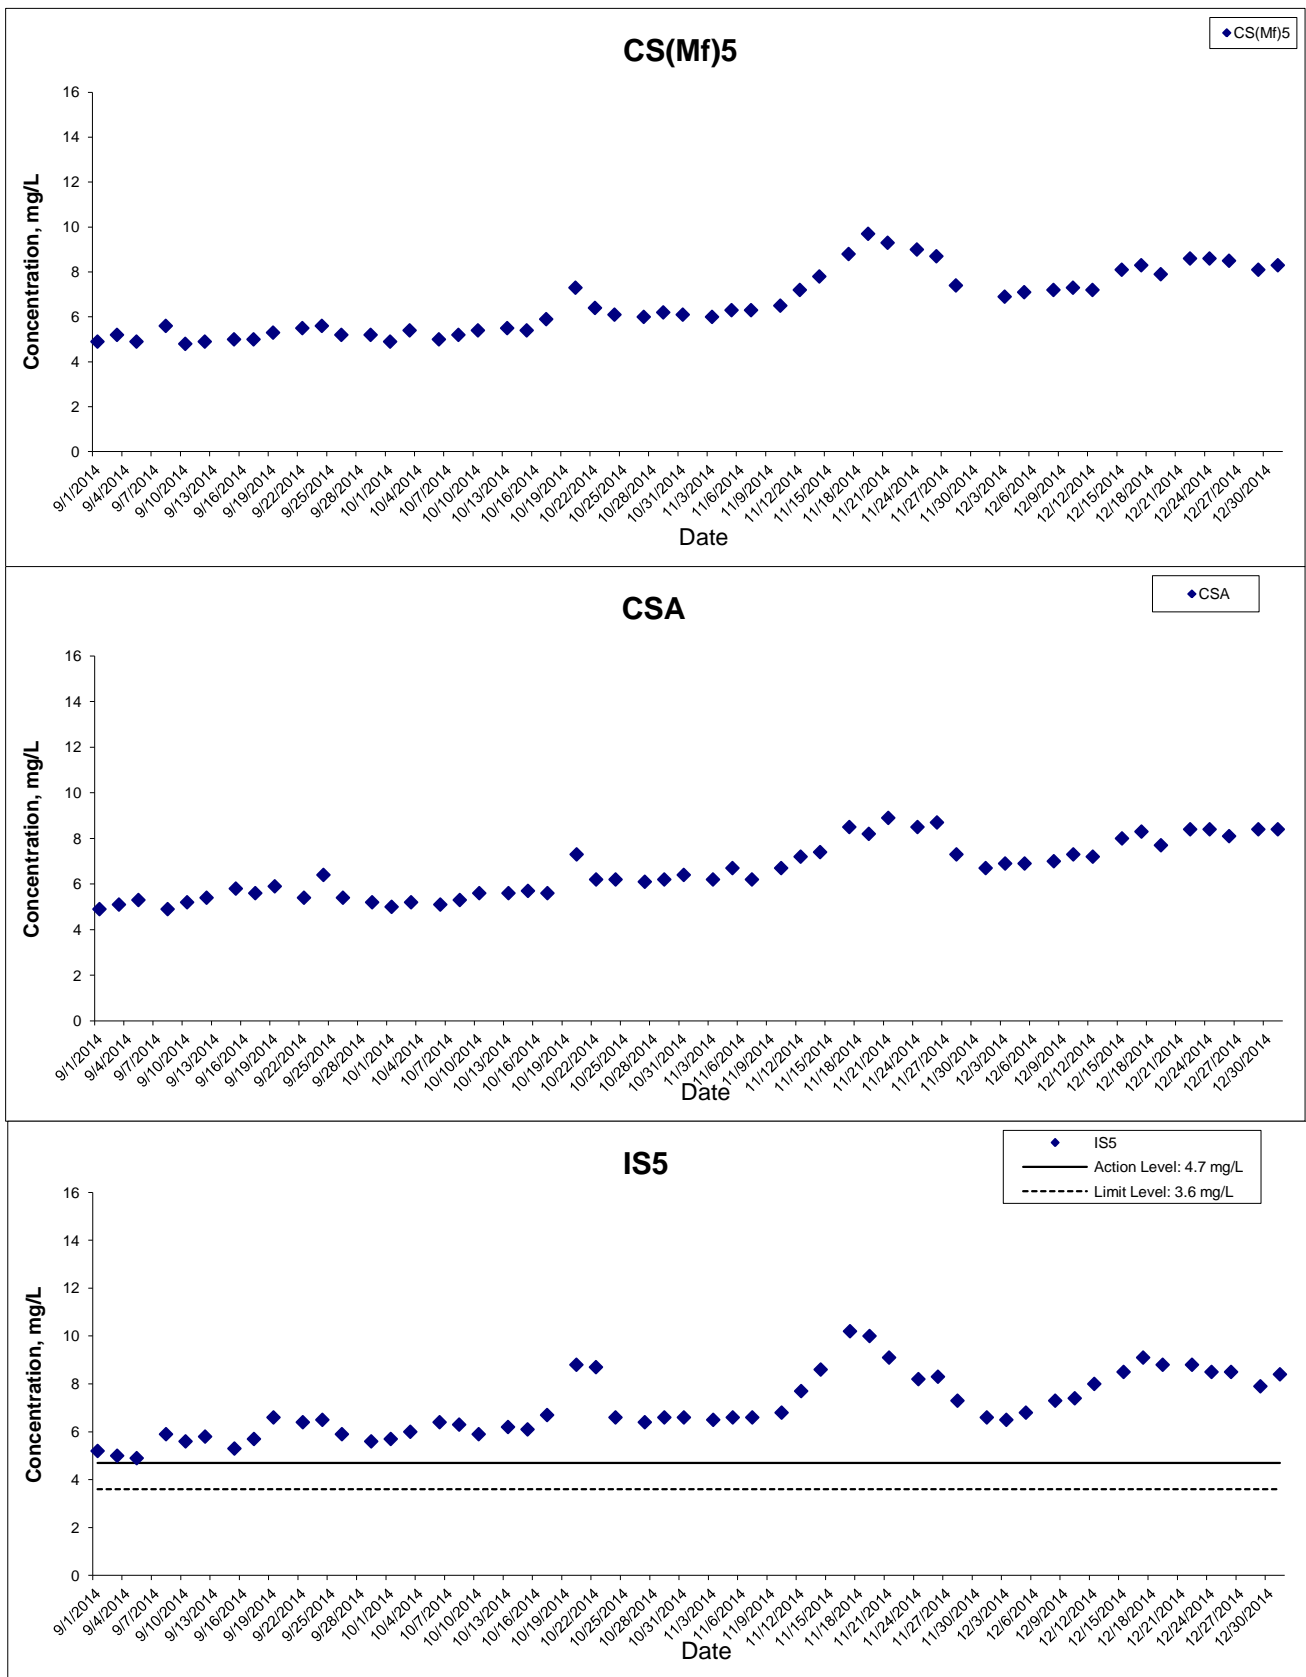 CS(Mf)5
CS(Mf)5
Concentration, mg/L
16
14
12
10
8
6
4
2
0
9/1/2014 9/4/2014 9/7/2014 9/10/2014 9/13/2014 9/16/2014 9/19/2014 9/22/2014 9/25/2014 9/28/2014 10/1/2014 10/4/2014 10/7/2014 10/10/2014 10/13/2014 10/16/2014 10/19/2014 10/22/2014 10/25/2014 10/28/2014 10/31/2014 11/3/2014 11/6/2014 11/9/2014 11/12/2014 11/15/2014 11/18/2014 11/21/2014 11/24/2014 11/27/2014 11/30/2014 12/3/2014 12/6/2014 12/9/2014 12/12/2014 12/15/2014 12/18/2014 12/21/2014 12/24/2014 12/27/2014 12/30/2014
Date
CSA
CSA
Concentration, mg/L
16
14
12
10
8
6
4
2
0
9/1/2014 9/4/2014 9/7/2014 9/10/2014 9/13/2014 9/16/2014 9/19/2014 9/22/2014 9/25/2014 9/28/2014 10/1/2014 10/4/2014 10/7/2014 10/10/2014 10/13/2014 10/16/2014 10/19/2014 10/22/2014 10/25/2014 10/28/2014 10/31/2014 11/3/2014 11/6/2014 11/9/2014 11/12/2014 11/15/2014 11/18/2014 11/21/2014 11/24/2014 11/27/2014 11/30/2014 12/3/2014 12/6/2014 12/9/2014 12/12/2014 12/15/2014 12/18/2014 12/21/2014 12/24/2014 12/27/2014 12/30/2014
Date
IS5
IS5
Action Level: 4.7 mg/L
Limit Level: 3.6 mg/L
Concentration, mg/L
16
14
12
10
8
6
4
2
0
9/1/2014 9/4/2014 9/7/2014 9/10/2014 9/13/2014 9/16/2014 9/19/2014 9/22/2014 9/25/2014 9/28/2014 10/1/2014 10/4/2014 10/7/2014 10/10/2014 10/13/2014 10/16/2014 10/19/2014 10/22/2014 10/25/2014 10/28/2014 10/31/2014 11/3/2014 11/6/2014 11/9/2014 11/12/2014 11/15/2014 11/18/2014 11/21/2014 11/24/2014 11/27/2014 11/30/2014 12/3/2014 12/6/2014 12/9/2014 12/12/2014 12/15/2014 12/18/2014 12/21/2014 12/24/2014 12/27/2014 12/30/2014
Date